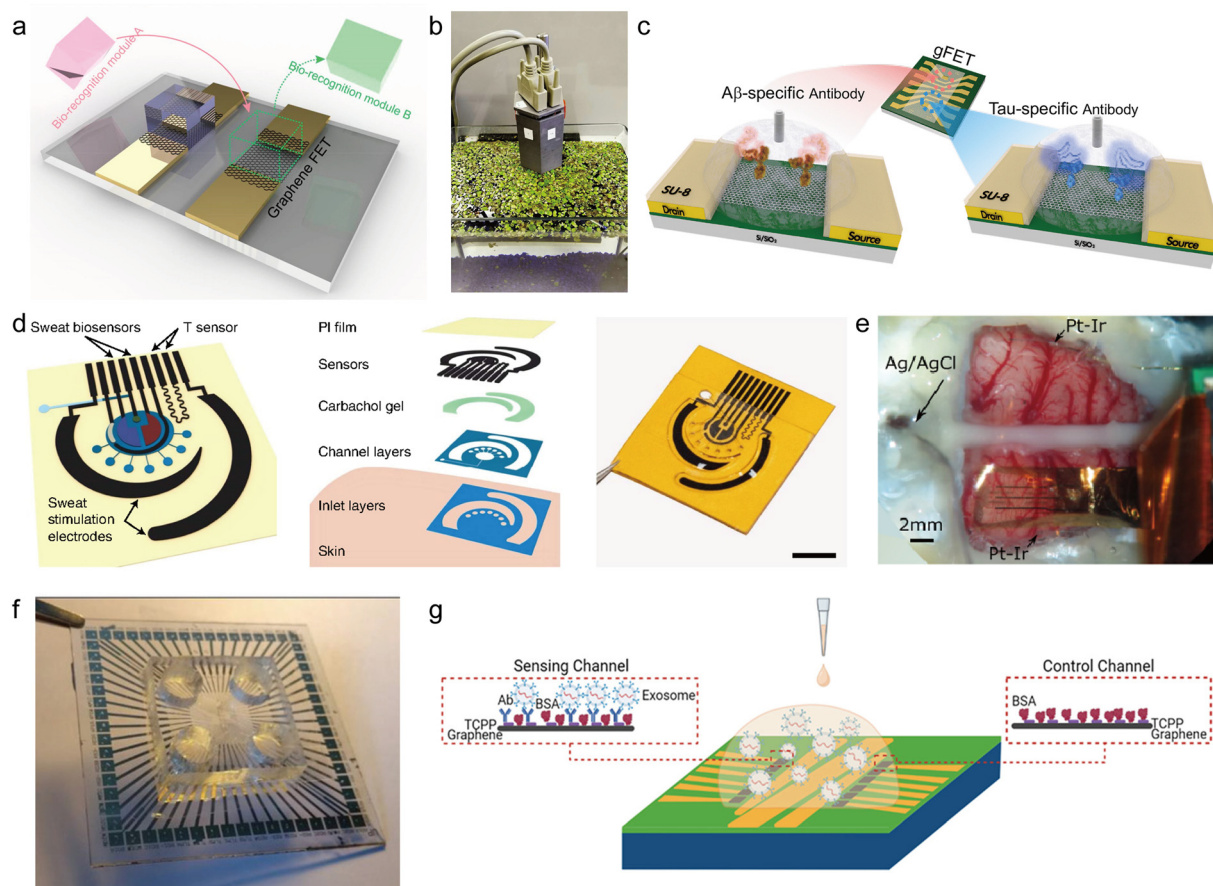 a
Bio-recognition module A
Bio-recognition module B
Graphene FET
b
c
gFET
Aβ-specific Antibody
Tau-specific Antibody
SU-8
Drain
Source
Si/SiO₂
SU-8
Drain
Source
Si/SiO₂
d
Sweat biosensors
T sensor
Sweat
stimulation
electrodes
PI film
Sensors
Carbachol gel
Channel layers
Inlet layers
Skin
e
Pt-Ir
Ag/AgCl
2mm
Pt-Ir
f
g
Sensing Channel
Ab
BSA
Exosome
TCPP
Graphene
Control Channel
BSA
TCPP
Graphene